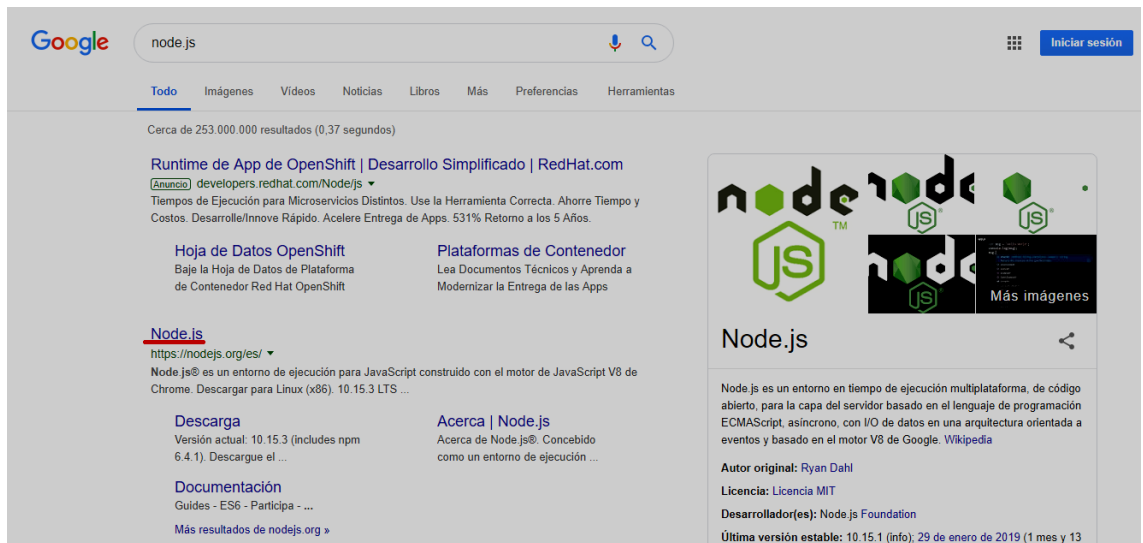 Google
node.js
Iniciar sesión
Todo Imágenes Vídeos Noticias Libros Más Preferencias Herramientas
Cerca de 253.000.000 resultados (0,37 segundos)
Runtime de App de OpenShift | Desarrollo Simplificado | RedHat.com
Anuncio developers.redhat.com/Node/js
Tiempos de Ejecución para Microservicios Distintos. Use la Herramienta Correcta. Ahorre Tiempo y
Costos. Desarrolle/Innove Rápido. Acelere Entrega de Apps. 531% Retorno a los 5 Años.
Hoja de Datos OpenShift
Baje la Hoja de Datos de Plataforma
de Contenedor Red Hat OpenShift
Plataformas de Contenedor
Lea Documentos Técnicos y Aprenda a
Modernizar la Entrega de las Apps
Node.js
https://nodejs.org/es/
Node.js® es un entorno de ejecución para JavaScript construido con el motor de JavaScript V8 de
Chrome. Descargar para Linux (x86). 10.15.3 LTS ...
Descarga
Versión actual: 10.15.3 (includes npm
6.4.1). Descargue el ...
Acerca | Node.js
Acerca de Node.js®. Concebido
como un entorno de ejecución ...
Documentación
Guides - ES6 - Participa - ...
Más resultados de nodejs.org »
node
TM
JS
node
JS®
JS®
node
JS
Más imágenes
Node.js
Node.js es un entorno en tiempo de ejecución multiplataforma, de código
abierto, para la capa del servidor basado en el lenguaje de programación
ECMAScript, asíncrono, con I/O de datos en una arquitectura orientada a
eventos y basado en el motor V8 de Google. Wikipedia
Autor original: Ryan Dahl
Licencia: Licencia MIT
Desarrollador(es): Node.js Foundation
Última versión estable: 10.15.1 (info); 29 de enero de 2019 (1 mes y 13